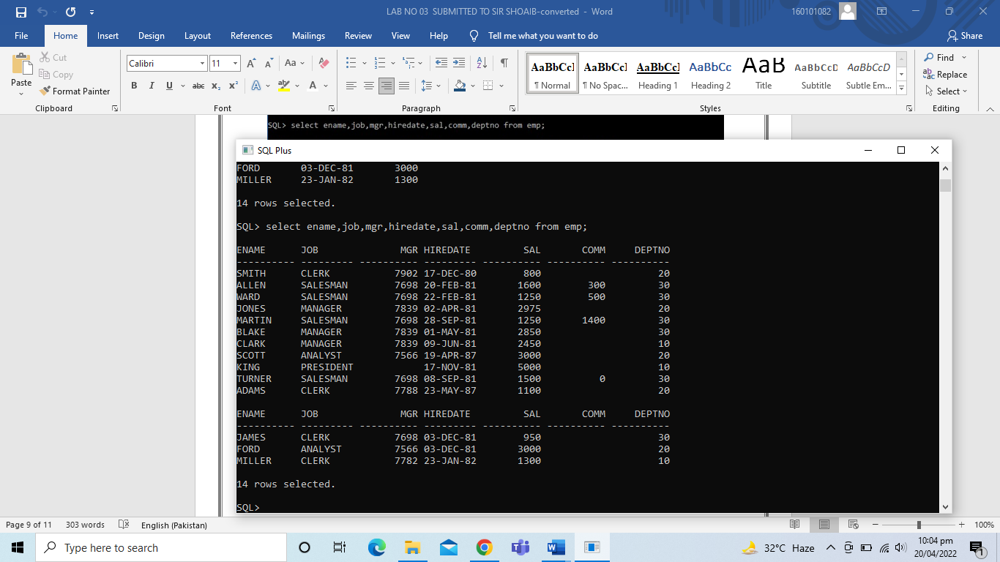 LAB NO 03 SUBMITTED TO SIR SHOAIB-converted - Word 160101082
File Home Insert Design Layout References Mailings Review View Help Tell me what you want to do Share
Paste Cut Copy Format Painter
Calibri 11
AaBbCcI AaBbCcI AaBbCcI AaBbCc AaB AaBbCcD AaBbCcD
¶ Normal ¶ No Spac... Heading 1 Heading 2 Title Subtitle Subtle Em...
Find Replace Select
Clipboard Font Paragraph Styles Editing
SQL> select ename,job,mgr,hiredate,sal,comm,deptno from emp;
SQL Plus
FORD 03-DEC-81 3000
MILLER 23-JAN-82 1300
14 rows selected.
SQL> select ename,job,mgr,hiredate,sal,comm,deptno from emp;
ENAME JOB MGR HIREDATE SAL COMM DEPTNO
---------- --------- ---------- --------- ---------- ---------- ----------
SMITH CLERK 7902 17-DEC-80 800 20
ALLEN SALESMAN 7698 20-FEB-81 1600 300 30
WARD SALESMAN 7698 22-FEB-81 1250 500 30
JONES MANAGER 7839 02-APR-81 2975 20
MARTIN SALESMAN 7698 28-SEP-81 1250 1400 30
BLAKE MANAGER 7839 01-MAY-81 2850 30
CLARK MANAGER 7839 09-JUN-81 2450 10
SCOTT ANALYST 7566 19-APR-87 3000 20
KING PRESIDENT 17-NOV-81 5000 10
TURNER SALESMAN 7698 08-SEP-81 1500 0 30
ADAMS CLERK 7788 23-MAY-87 1100 20
ENAME JOB MGR HIREDATE SAL COMM DEPTNO
---------- --------- ---------- --------- ---------- ---------- ----------
JAMES CLERK 7698 03-DEC-81 950 30
FORD ANALYST 7566 03-DEC-81 3000 20
MILLER CLERK 7782 23-JAN-82 1300 10
14 rows selected.
SQL>
Page 9 of 11 303 words English (Pakistan) 100%
Type here to search 32°C Haze 10:04 pm
20/04/2022 1